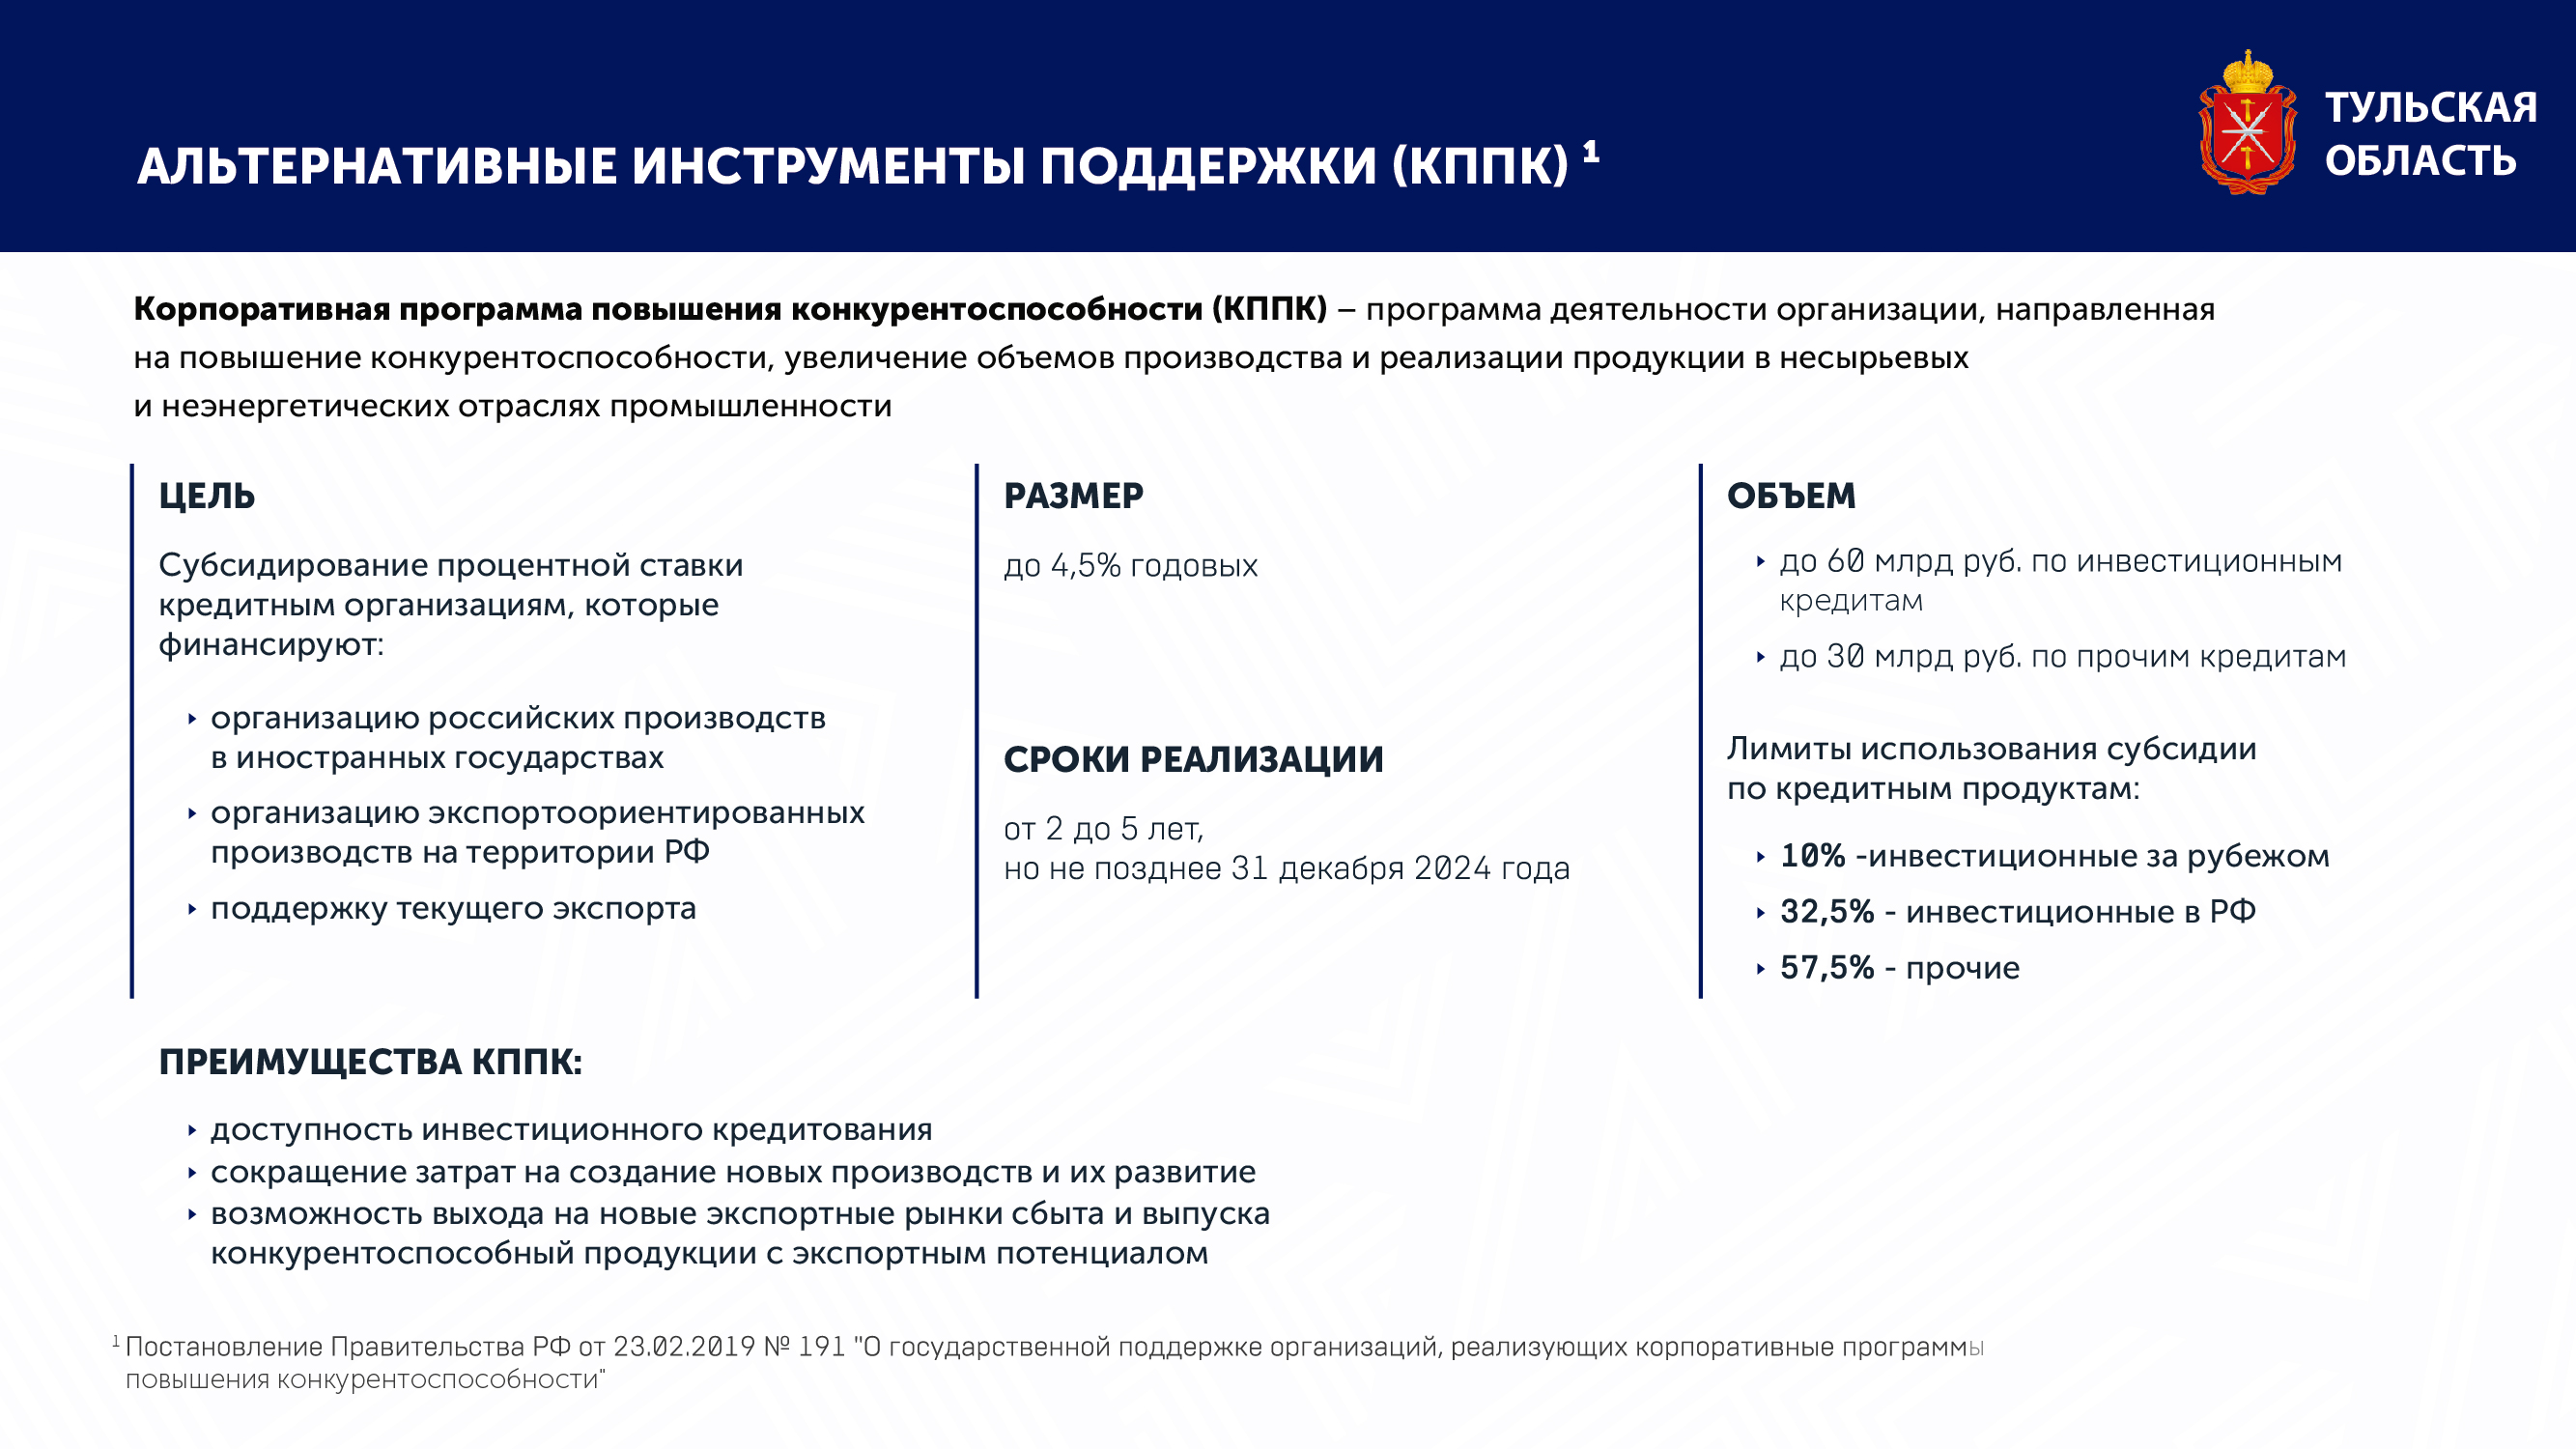 АЛЬТЕРНАТИВНЫЕ ИНСТРУМЕНТЫ ПОДДЕРЖКИ (КППК) ¹
ТУЛЬСКАЯ
ОБЛАСТЬ
Корпоративная программа повышения конкурентоспособности (КППК) – программа деятельности организации, направленная
на повышение конкурентоспособности, увеличение объемов производства и реализации продукции в несырьевых
и неэнергетических отраслях промышленности
ЦЕЛЬ
Субсидирование процентной ставки
кредитным организациям, которые
финансируют:
‣ организацию российских производств
в иностранных государствах
‣ организацию экспортоориентированных
производств на территории РФ
‣ поддержку текущего экспорта
РАЗМЕР
до 4,5% годовых
СРОКИ РЕАЛИЗАЦИИ
от 2 до 5 лет,
но не позднее 31 декабря 2024 года
ОБЪЕМ
‣ до 60 млрд руб. по инвестиционным
кредитам
‣ до 30 млрд руб. по прочим кредитам
Лимиты использования субсидии
по кредитным продуктам:
‣ 10% -инвестиционные за рубежом
‣ 32,5% - инвестиционные в РФ
‣ 57,5% - прочие
ПРЕИМУЩЕСТВА КППК:
‣ доступность инвестиционного кредитования
‣ сокращение затрат на создание новых производств и их развитие
‣ возможность выхода на новые экспортные рынки сбыта и выпуска
конкурентоспособный продукции с экспортным потенциалом
¹ Постановление Правительства РФ от 23.02.2019 № 191 "О государственной поддержке организаций, реализующих корпоративные программы
повышения конкурентоспособности"